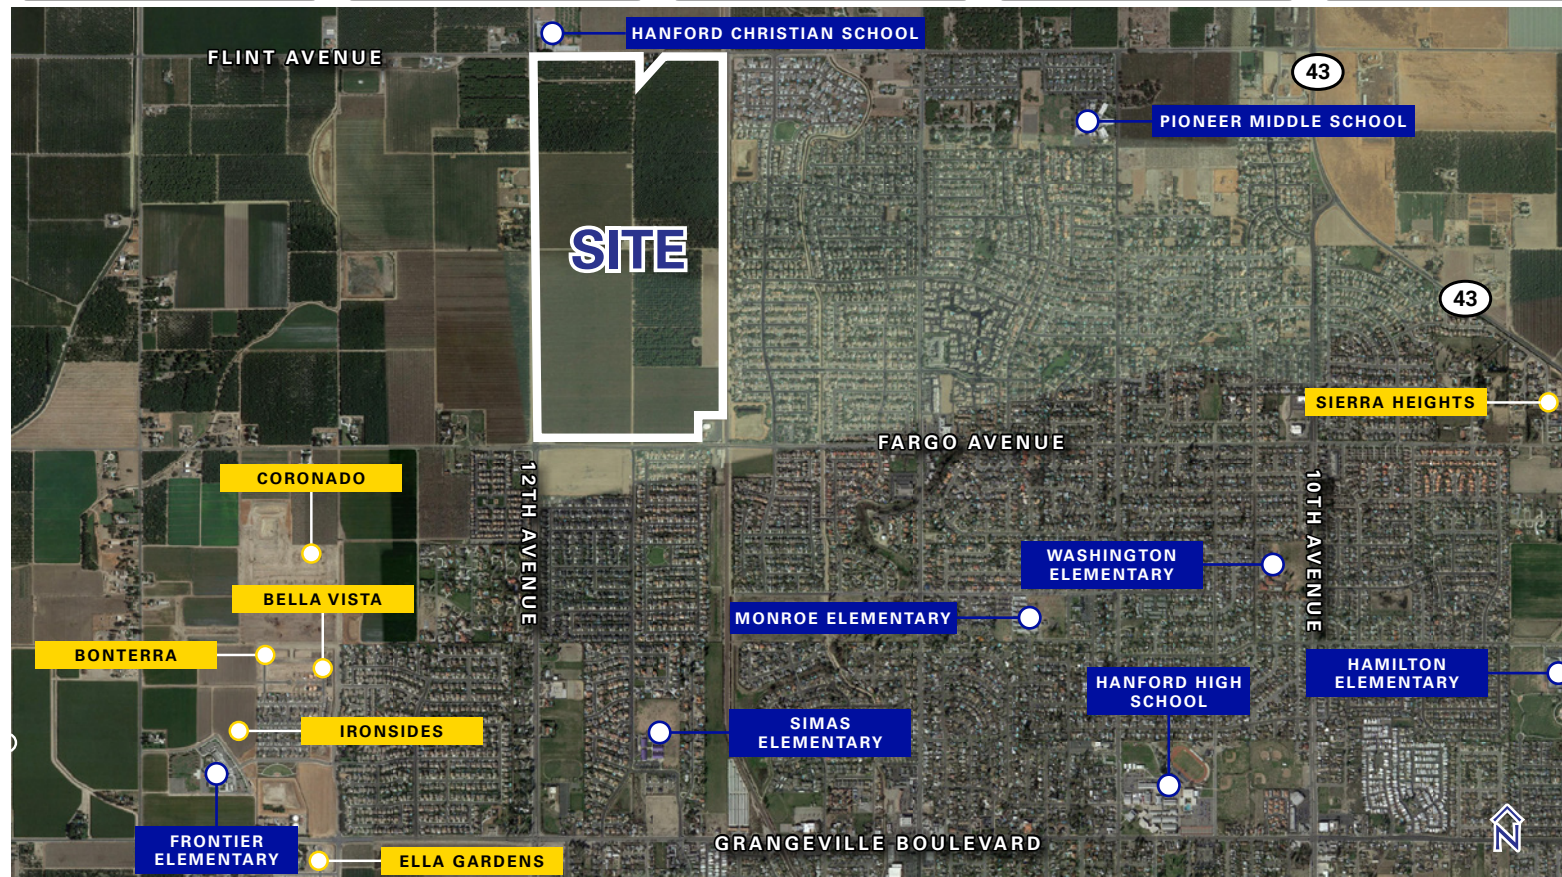 HANFORD CHRISTIAN SCHOOL
FLINT AVENUE
43
PIONEER MIDDLE SCHOOL
SITE
43
SIERRA HEIGHTS
FARGO AVENUE
CORONADO
12TH AVENUE
10TH AVENUE
WASHINGTON
ELEMENTARY
BELLA VISTA
MONROE ELEMENTARY
BONTERRA
HAMILTON
ELEMENTARY
HANFORD HIGH
SCHOOL
IRONSIDES
SIMAS
ELEMENTARY
FRONTIER
ELEMENTARY
GRANGEVILLE BOULEVARD
ELLA GARDENS
N